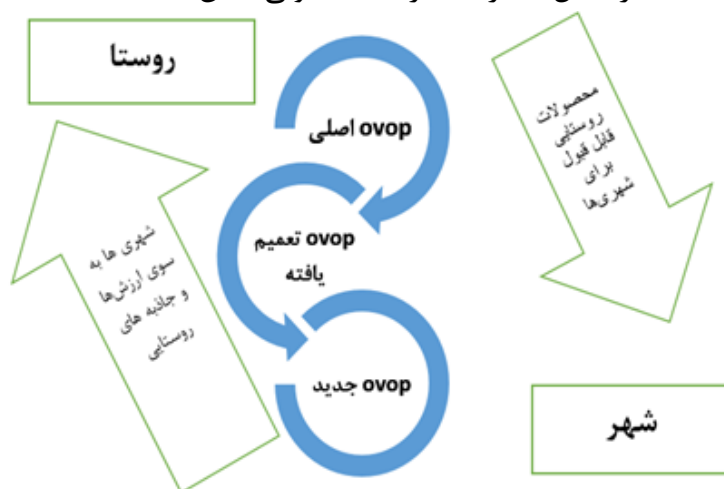 روستا
ovop اصلی
محصولات
روستایی
قابل قبول
برای
شهری‌ها
ovop تعمیم
یافته
شهری ها به
سوی ارزش‌ها
و جاذبه های
روستایی
ovop جدید
شهر